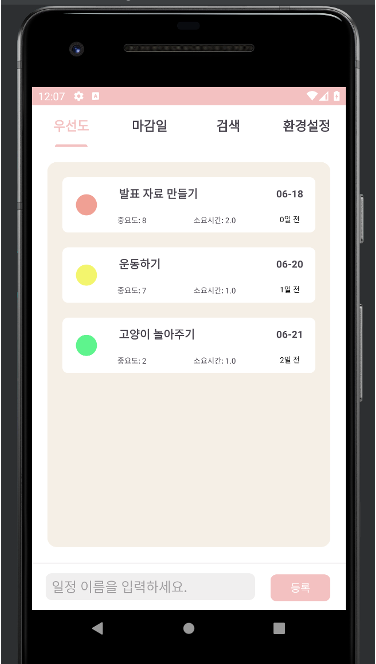 12:07
우선도 마감일 검색 환경설정
발표 자료 만들기 06-18
중요도: 8 소요시간: 2.0 0일 전
운동하기 06-20
중요도: 7 소요시간: 1.0 1일 전
고양이 놀아주기 06-21
중요도: 2 소요시간: 1.0 2일 전
일정 이름을 입력하세요. 등록